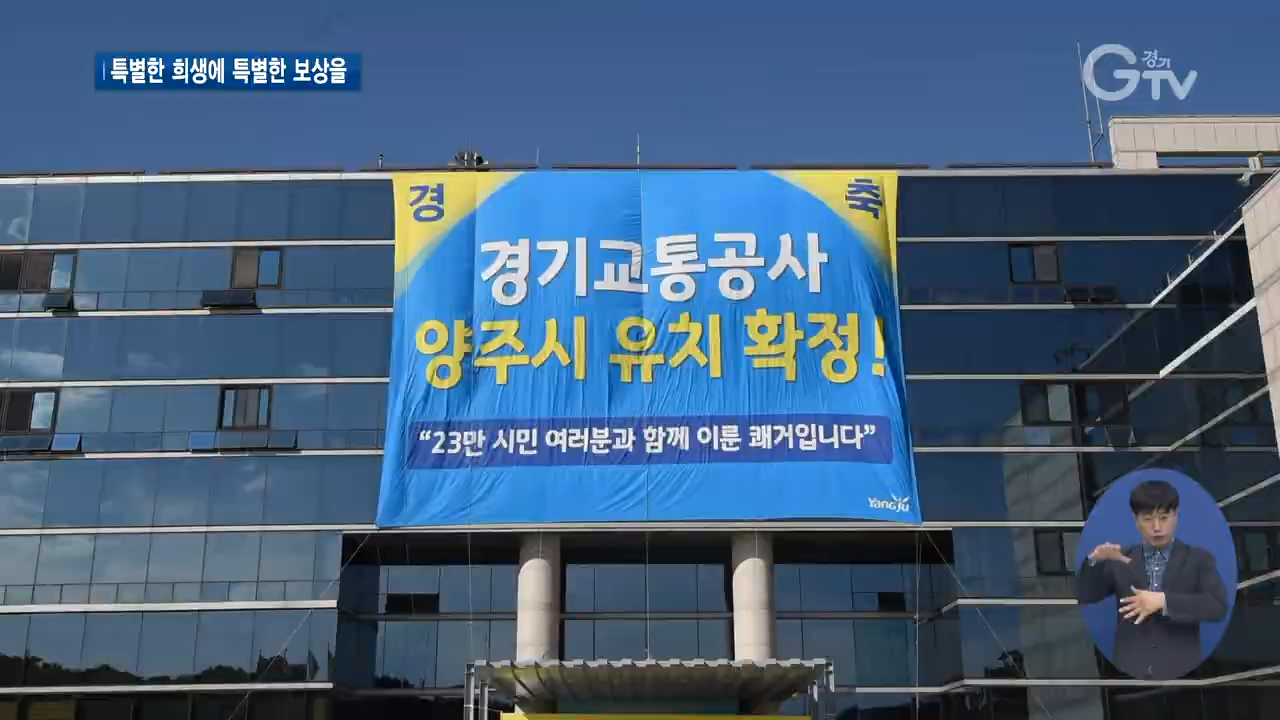 특별한 희생에 특별한 보상을
경기
GTV
경 축
경기교통공사
양주시 유치 확정!
“23만 시민 여러분과 함께 이룬 쾌거입니다”
Yangju